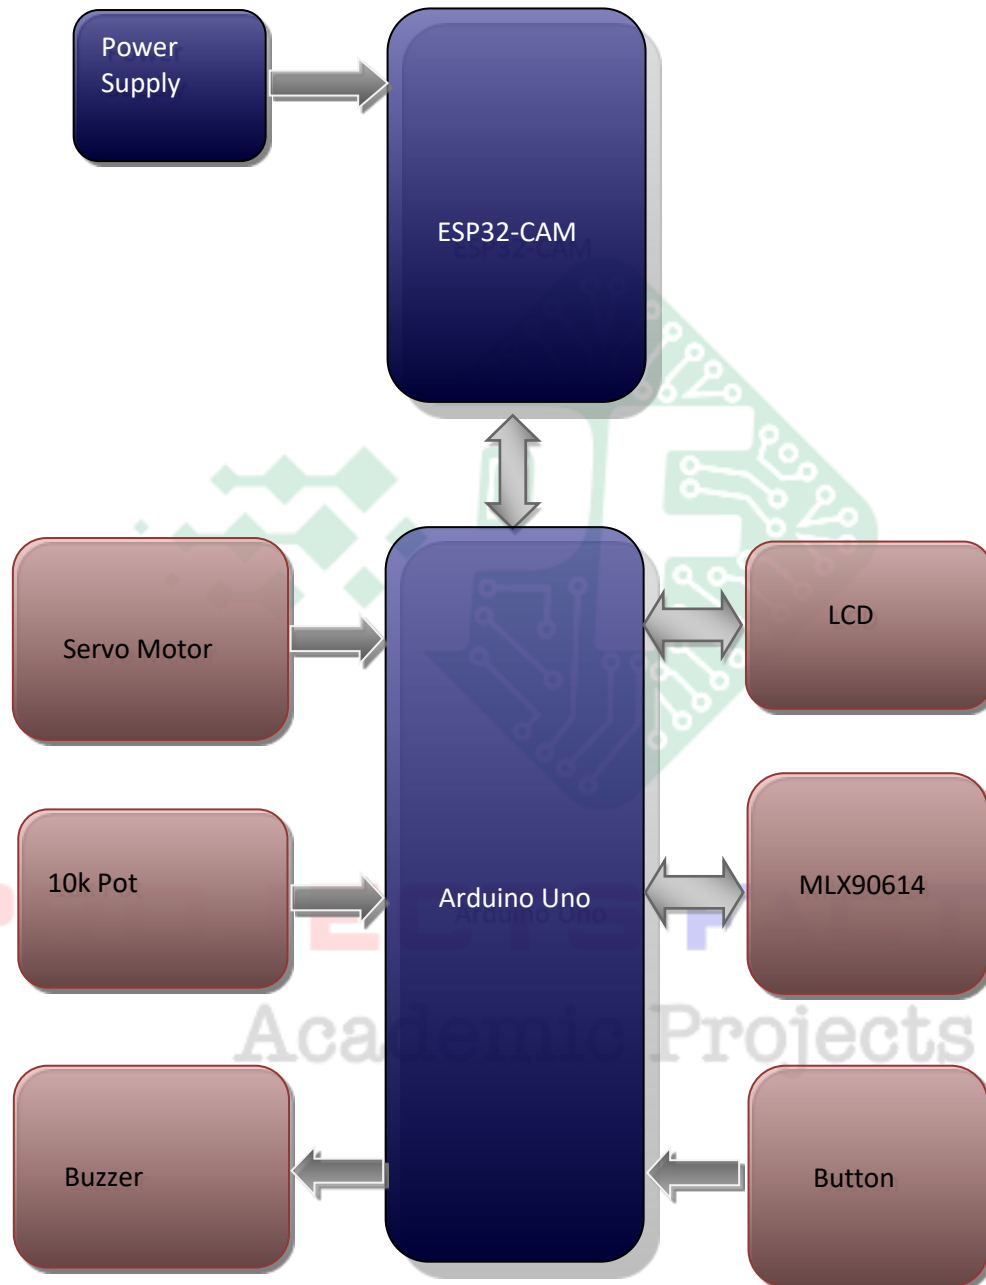 Power
Supply
ESP32-CAM
Servo Motor
LCD
10k Pot
Arduino Uno
MLX90614
Academic Projects
Buzzer
Button